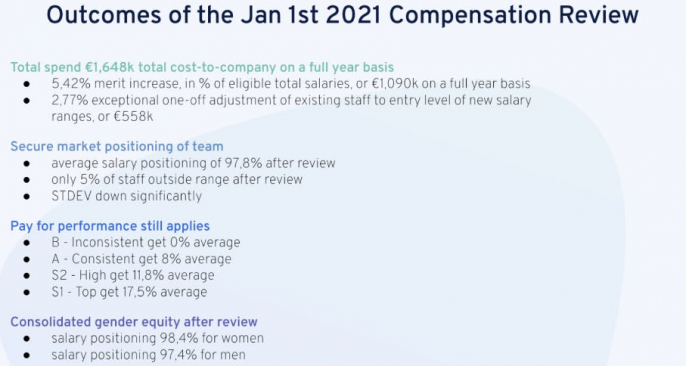 Outcomes of the Jan 1st 2021 Compensation Review
Total spend €1,648k total cost-to-company on a full year basis
● 5,42% merit increase, in % of eligible total salaries, or €1,090k on a full year basis
● 2,77% exceptional one-off adjustment of existing staff to entry level of new salary
ranges, or €558k
Secure market positioning of team
● average salary positioning of 97,8% after review
● only 5% of staff outside range after review
● STDEV down significantly
Pay for performance still applies
● B - Inconsistent get 0% average
● A - Consistent get 8% average
● S2 - High get 11,8% average
● S1 - Top get 17,5% average
Consolidated gender equity after review
● salary positioning 98,4% for women
● salary positioning 97,4% for men